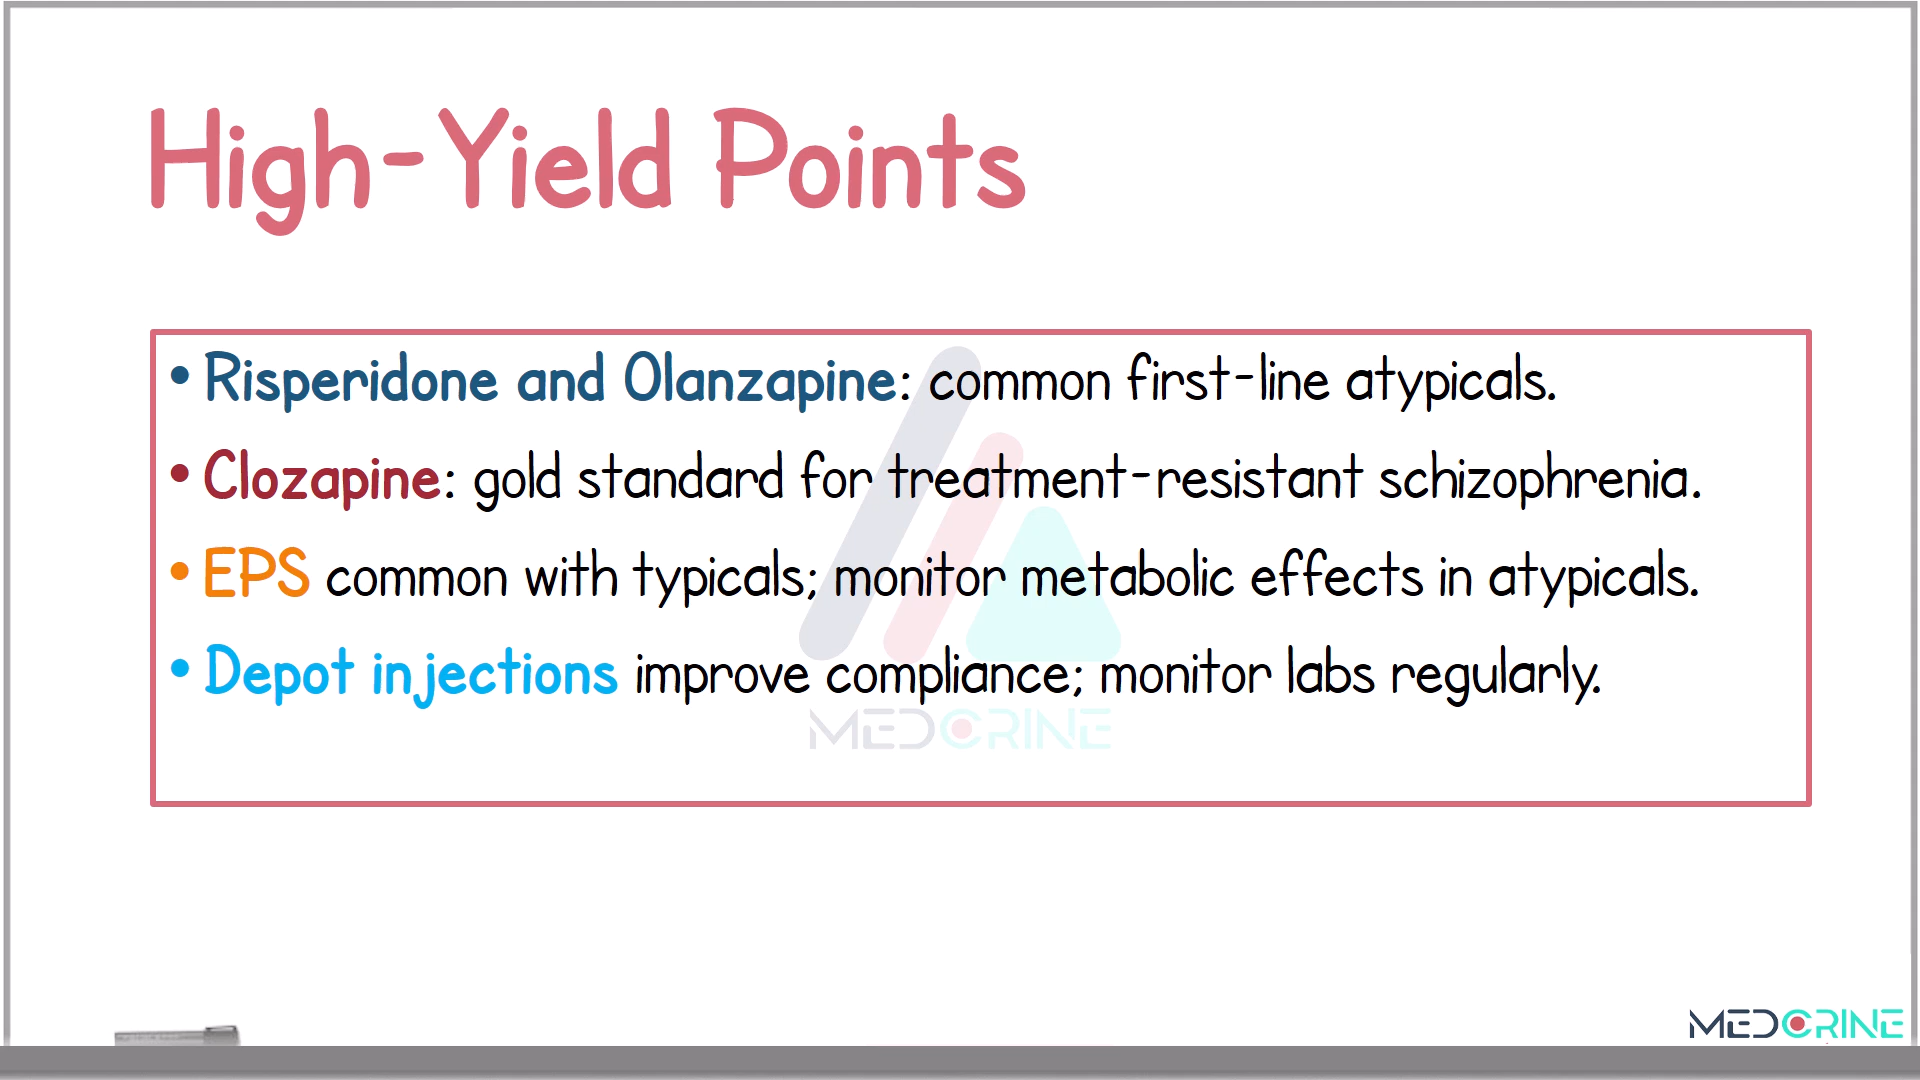 High-Yield Points
• Risperidone and Olanzapine: common first-line atypicals.
• Clozapine: gold standard for treatment-resistant schizophrenia.
• EPS common with typicals; monitor metabolic effects in atypicals.
• Depot injections improve compliance; monitor labs regularly.
MEDCRINE
MEDCRINE